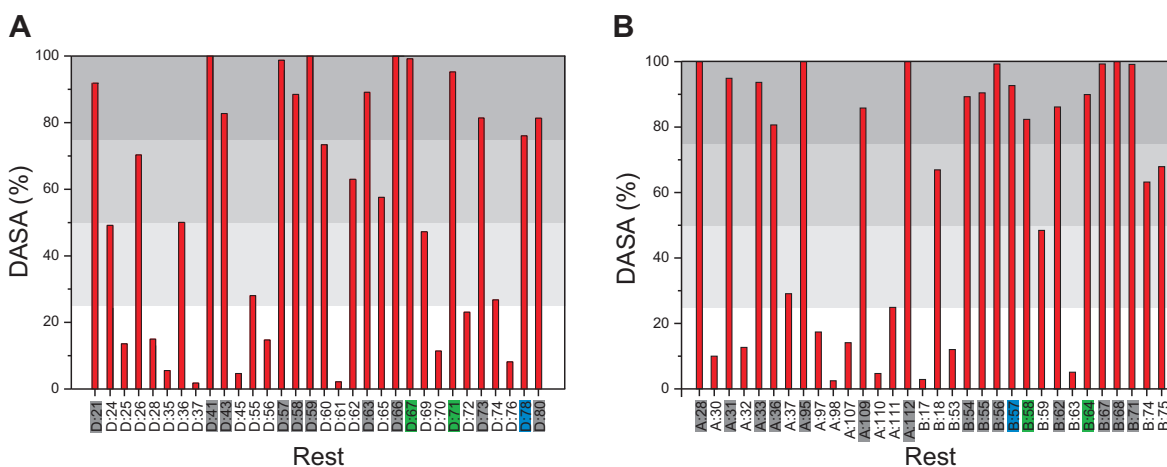 A
100
80
60
40
20
0
DASA (%)
D:21 D:24 D:25 D:26 D:28 D:35 D:36 D:37 D:41 D:43 D:45 D:55 D:56 D:57 D:58 D:59 D:60 D:61 D:62 D:63 D:65 D:66 D:67 D:69 D:70 D:71 D:72 D:73 D:74 D:76 D:78 D:80
Rest
B
100
80
60
40
20
0
DASA (%)
A:28 A:30 A:31 A:32 A:33 A:36 A:37 A:95 A:97 A:98 A:107 A:109 A:110 A:111 A:112 B:17 B:18 B:53 B:54 B:55 B:56 B:57 B:58 B:59 B:62 B:63 B:64 B:67 B:68 B:71 B:74 B:75
Rest